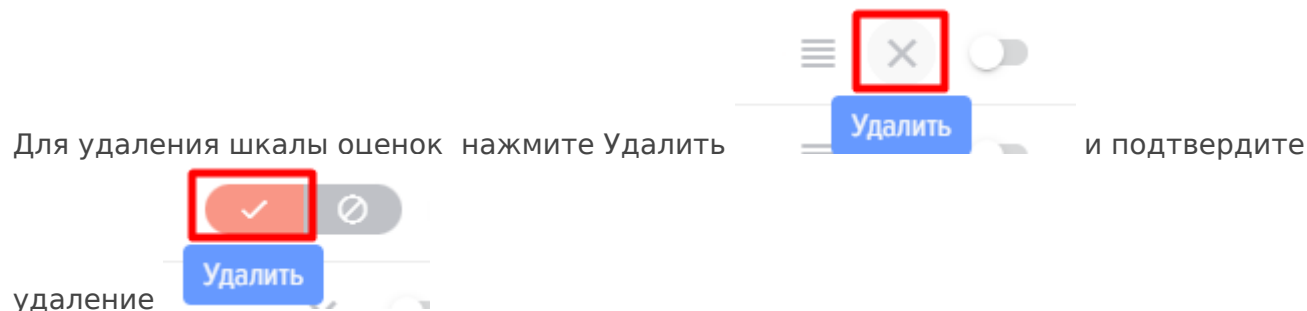 Для удаления шкалы оценок нажмите Удалить Удалить и подтвердите
удаление Удалить